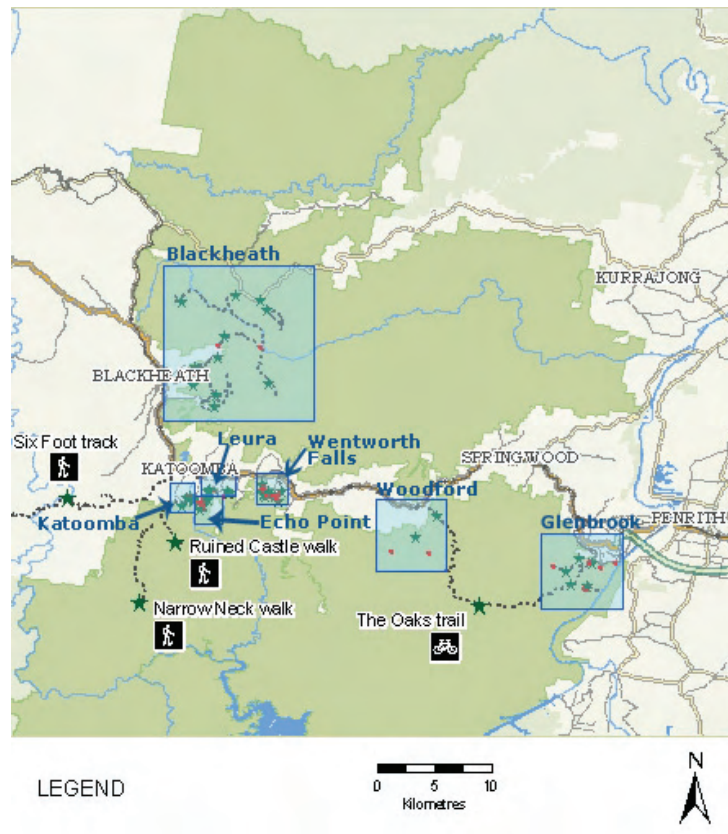 Blackheath
KURRAJONG
BLACKHEATH
Leura
Wentworth
Falls
Six Foot track
KATOOMBA
SPRINGWOOD
Woodford
Katoomba
Echo Point
Glenbrook
PENRITH
Ruined Castle walk
Narrow Neck walk
The Oaks trail
LEGEND
0 5 10
Kilometres
N